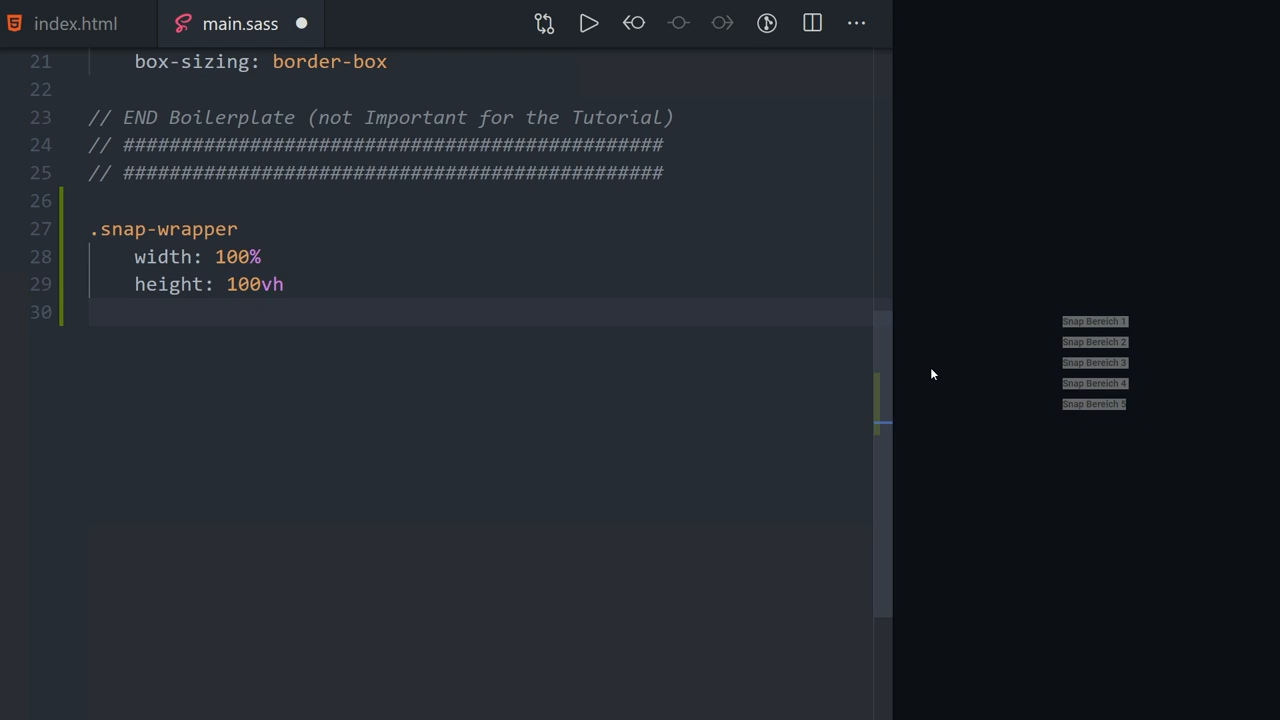 index.html
main.sass
21 box-sizing: border-box
22
23 // END Boilerplate (not Important for the Tutorial)
24 // ###############################################
25 // ###############################################
26
27 .snap-wrapper
28 width: 100%
29 height: 100vh
30
Snap Bereich 1
Snap Bereich 2
Snap Bereich 3
Snap Bereich 4
Snap Bereich 5